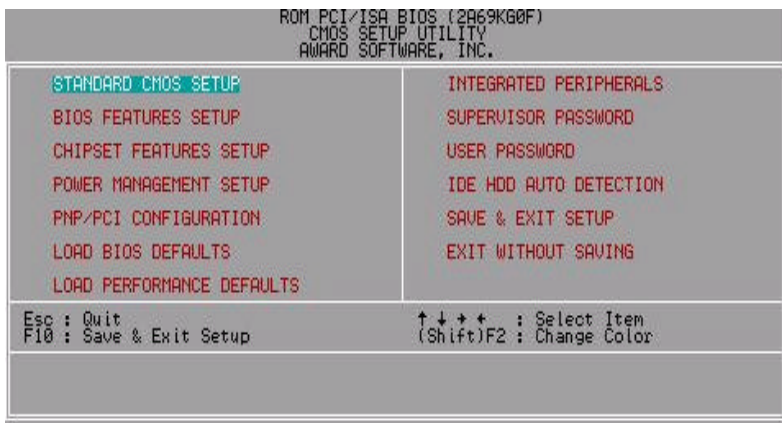 ROM PCI/ISA BIOS (2A69KG0F)
CMOS SETUP UTILITY
AWARD SOFTWARE, INC.
STANDARD CMOS SETUP
BIOS FEATURES SETUP
CHIPSET FEATURES SETUP
POWER MANAGEMENT SETUP
PNP/PCI CONFIGURATION
LOAD BIOS DEFAULTS
LOAD PERFORMANCE DEFAULTS
INTEGRATED PERIPHERALS
SUPERVISOR PASSWORD
USER PASSWORD
IDE HDD AUTO DETECTION
SAVE & EXIT SETUP
EXIT WITHOUT SAVING
Esc : Quit
F10 : Save & Exit Setup
↑ ↓ → ← : Select Item
(Shift)F2 : Change Color